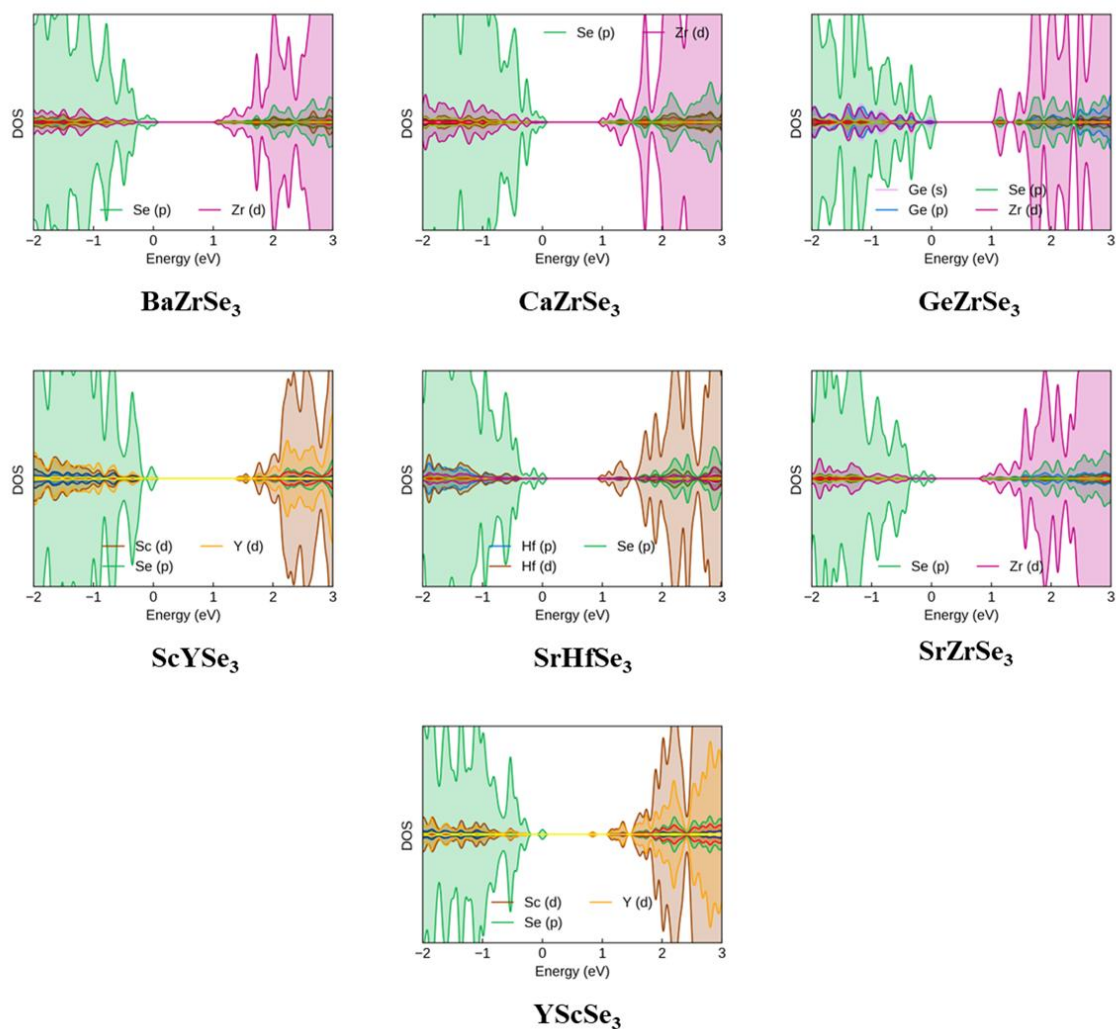 DOS
Se (p) Zr (d)
−2 −1 0 1 2 3
Energy (eV)
BaZrSe₃
DOS
Se (p) Zr (d)
−2 −1 0 1 2 3
Energy (eV)
CaZrSe₃
DOS
Ge (s) Se (p)
Ge (p) Zr (d)
−2 −1 0 1 2 3
Energy (eV)
GeZrSe₃
DOS
Sc (d) Y (d)
Se (p)
−2 −1 0 1 2 3
Energy (eV)
ScYSe₃
DOS
Hf (p) Se (p)
Hf (d)
−2 −1 0 1 2 3
Energy (eV)
SrHfSe₃
DOS
Se (p) Zr (d)
−2 −1 0 1 2 3
Energy (eV)
SrZrSe₃
DOS
Sc (d) Y (d)
Se (p)
−2 −1 0 1 2 3
Energy (eV)
YScSe₃